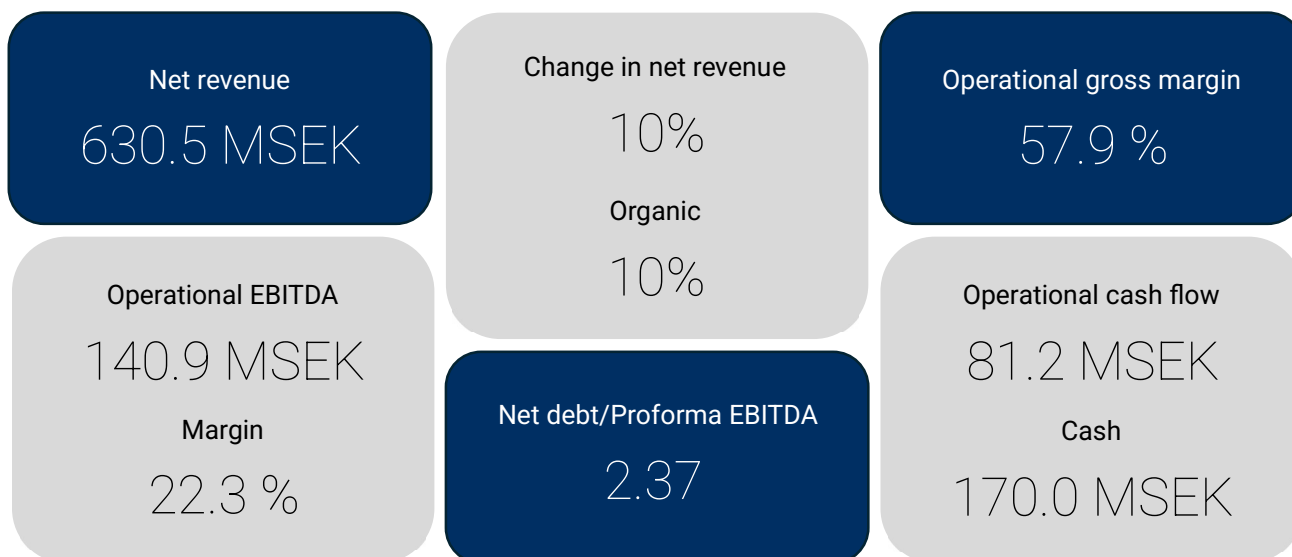 Net revenue
630.5 MSEK
Change in net revenue
10%
Organic
10%
Operational gross margin
57.9 %
Operational EBITDA
140.9 MSEK
Margin
22.3 %
Net debt/Proforma EBITDA
2.37
Operational cash flow
81.2 MSEK
Cash
170.0 MSEK